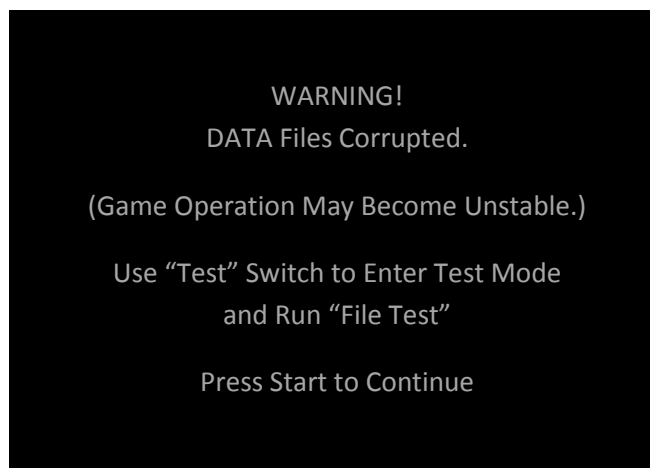 WARNING!
DATA Files Corrupted.
(Game Operation May Become Unstable.)
Use “Test” Switch to Enter Test Mode
and Run “File Test”
Press Start to Continue